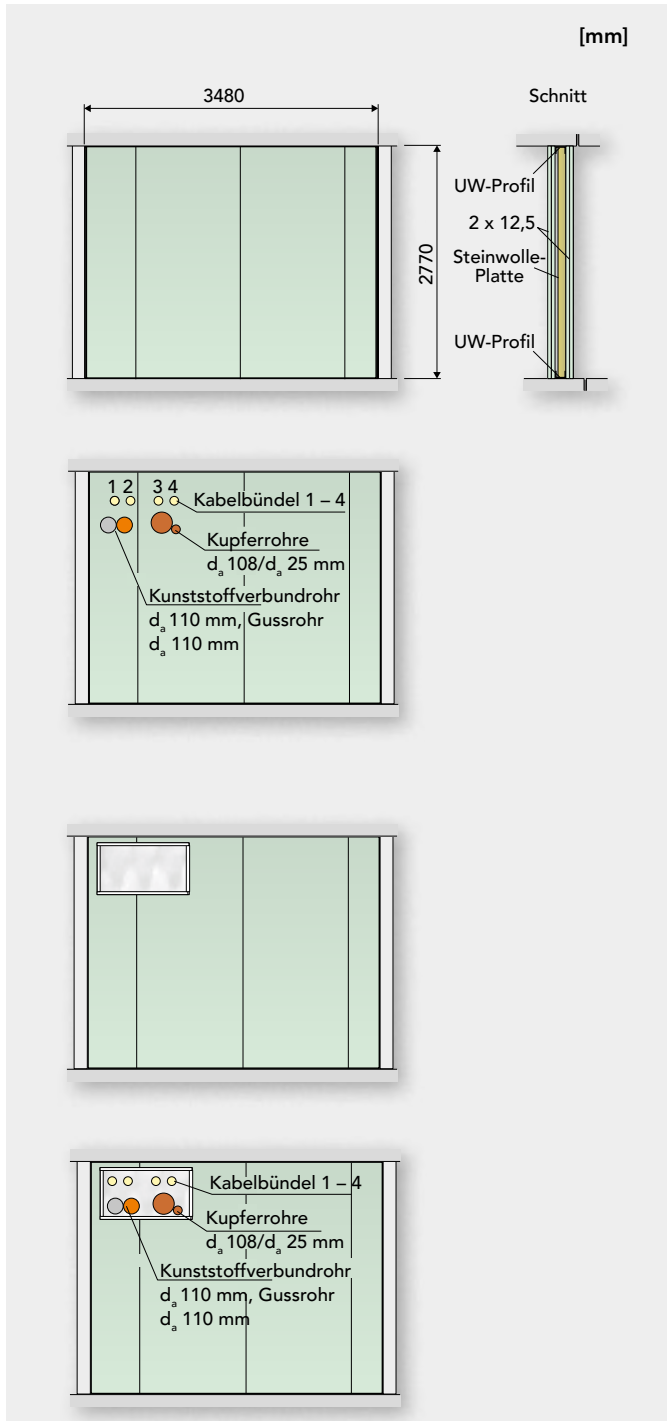 [mm]
3480
Schnitt
2770
UW-Profil
2 x 12,5
Steinwolle-
Platte
UW-Profil
1 2 3 4
Kabelbündel 1 – 4
Kupferrohre
da 108/da 25 mm
Kunststoffverbundrohr
da 110 mm, Gussrohr
da 110 mm
Kabelbündel 1 – 4
Kupferrohre
da 108/da 25 mm
Kunststoffverbundrohr
da 110 mm, Gussrohr
da 110 mm